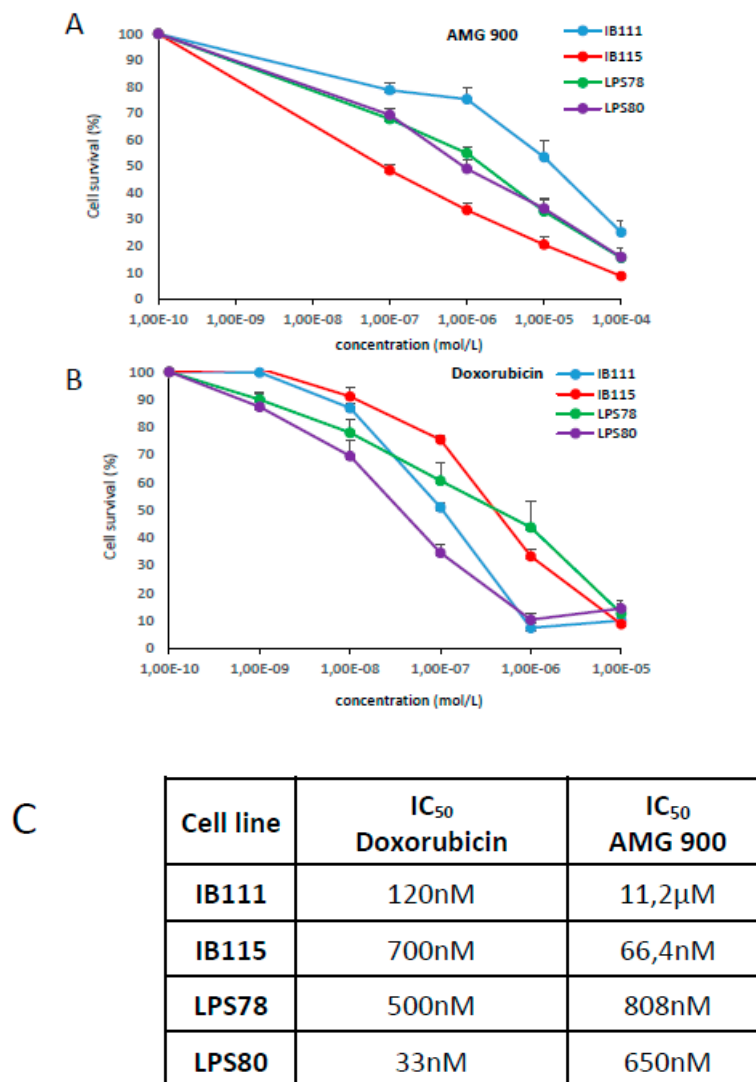 A
AMG 900
IB111
IB115
LPS78
LPS80
Cell survival (%)
100
90
80
70
60
50
40
30
20
10
0
1,00E-10 1,00E-09 1,00E-08 1,00E-07 1,00E-06 1,00E-05 1,00E-04
concentration (mol/L)
B
Doxorubicin
IB111
IB115
LPS78
LPS80
Cell survival (%)
100
90
80
70
60
50
40
30
20
10
0
1,00E-10 1,00E-09 1,00E-08 1,00E-07 1,00E-06 1,00E-05
concentration (mol/L)
C
Cell line IC50 Doxorubicin IC50 AMG 900
IB111 120nM 11,2µM
IB115 700nM 66,4nM
LPS78 500nM 808nM
LPS80 33nM 650nM